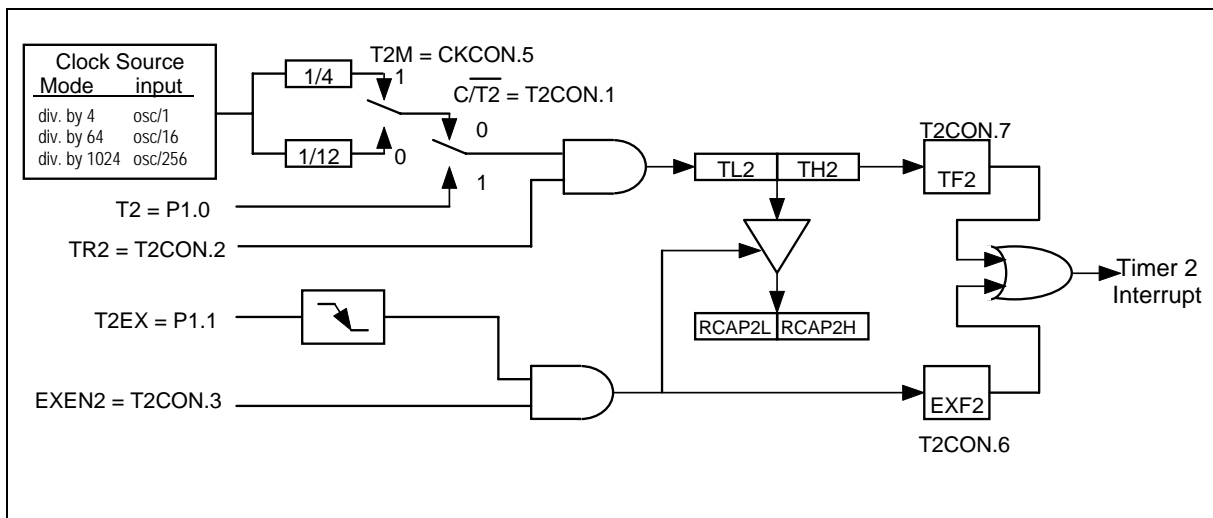 Clock Source
Mode input
div. by 4 osc/1
div. by 64 osc/16
div. by 1024 osc/256
1/4
1/12
T2M = CKCON.5
1
0
C/T2 = T2CON.1
0
1
T2 = P1.0
TR2 = T2CON.2
TL2 TH2
T2CON.7
TF2
Timer 2
Interrupt
T2EX = P1.1
RCAP2L RCAP2H
EXEN2 = T2CON.3
EXF2
T2CON.6